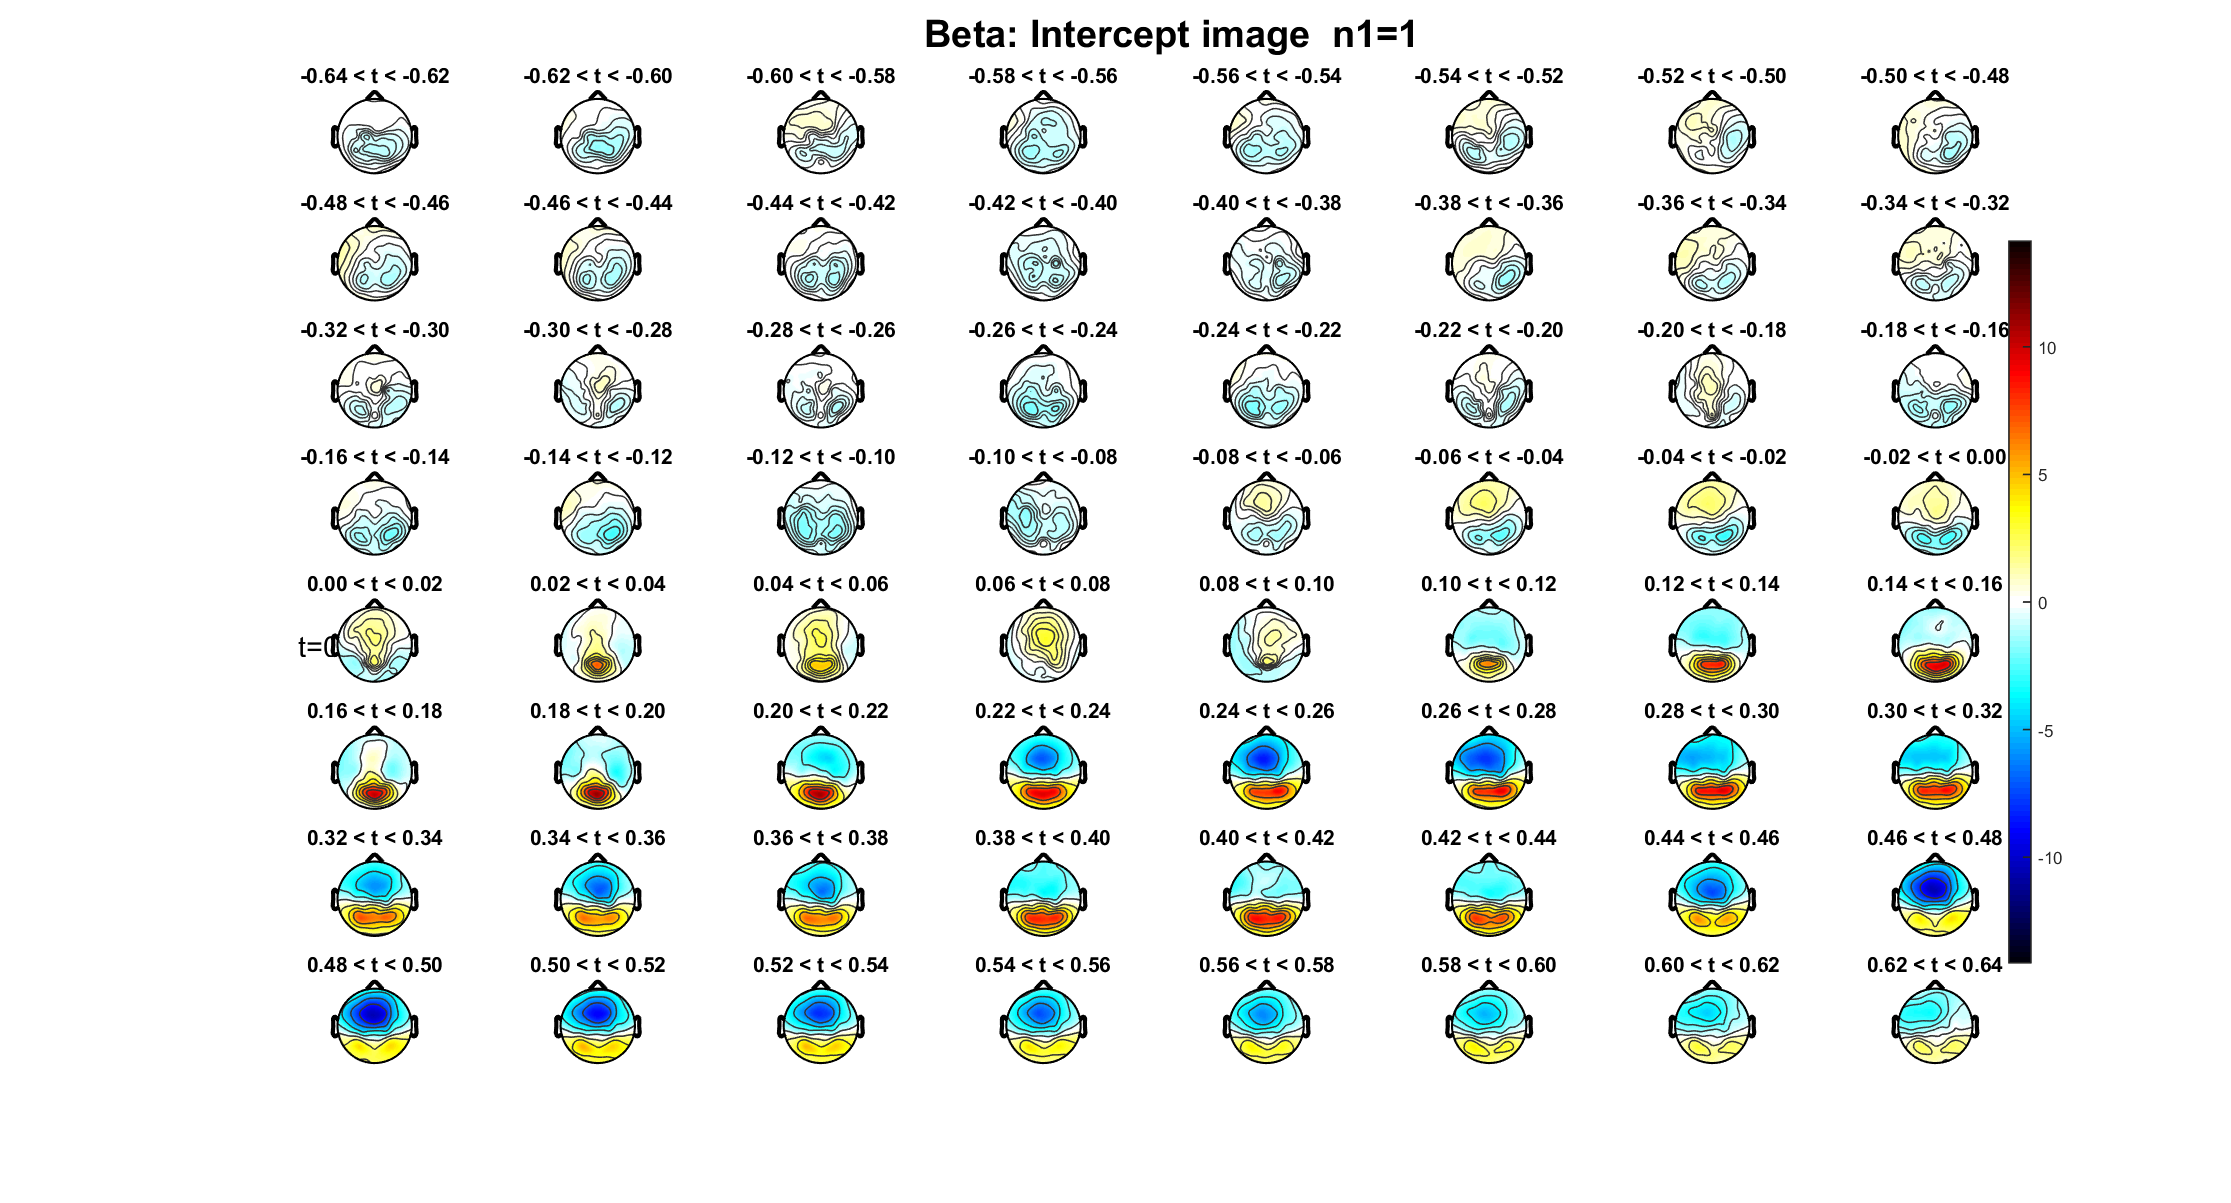 Beta: Intercept image  n1=1
-0.64 < t < -0.62 -0.62 < t < -0.60 -0.60 < t < -0.58 -0.58 < t < -0.56 -0.56 < t < -0.54 -0.54 < t < -0.52 -0.52 < t < -0.50 -0.50 < t < -0.48
-0.48 < t < -0.46 -0.46 < t < -0.44 -0.44 < t < -0.42 -0.42 < t < -0.40 -0.40 < t < -0.38 -0.38 < t < -0.36 -0.36 < t < -0.34 -0.34 < t < -0.32
-0.32 < t < -0.30 -0.30 < t < -0.28 -0.28 < t < -0.26 -0.26 < t < -0.24 -0.24 < t < -0.22 -0.22 < t < -0.20 -0.20 < t < -0.18 -0.18 < t < -0.16
10
-0.16 < t < -0.14 -0.14 < t < -0.12 -0.12 < t < -0.10 -0.10 < t < -0.08 -0.08 < t < -0.06 -0.06 < t < -0.04 -0.04 < t < -0.02 -0.02 < t < 0.00
5
0.00 < t < 0.02 0.02 < t < 0.04 0.04 < t < 0.06 0.06 < t < 0.08 0.08 < t < 0.10 0.10 < t < 0.12 0.12 < t < 0.14 0.14 < t < 0.16
0
t=0
0.16 < t < 0.18 0.18 < t < 0.20 0.20 < t < 0.22 0.22 < t < 0.24 0.24 < t < 0.26 0.26 < t < 0.28 0.28 < t < 0.30 0.30 < t < 0.32
-5
0.32 < t < 0.34 0.34 < t < 0.36 0.36 < t < 0.38 0.38 < t < 0.40 0.40 < t < 0.42 0.42 < t < 0.44 0.44 < t < 0.46 0.46 < t < 0.48
-10
0.48 < t < 0.50 0.50 < t < 0.52 0.52 < t < 0.54 0.54 < t < 0.56 0.56 < t < 0.58 0.58 < t < 0.60 0.60 < t < 0.62 0.62 < t < 0.64